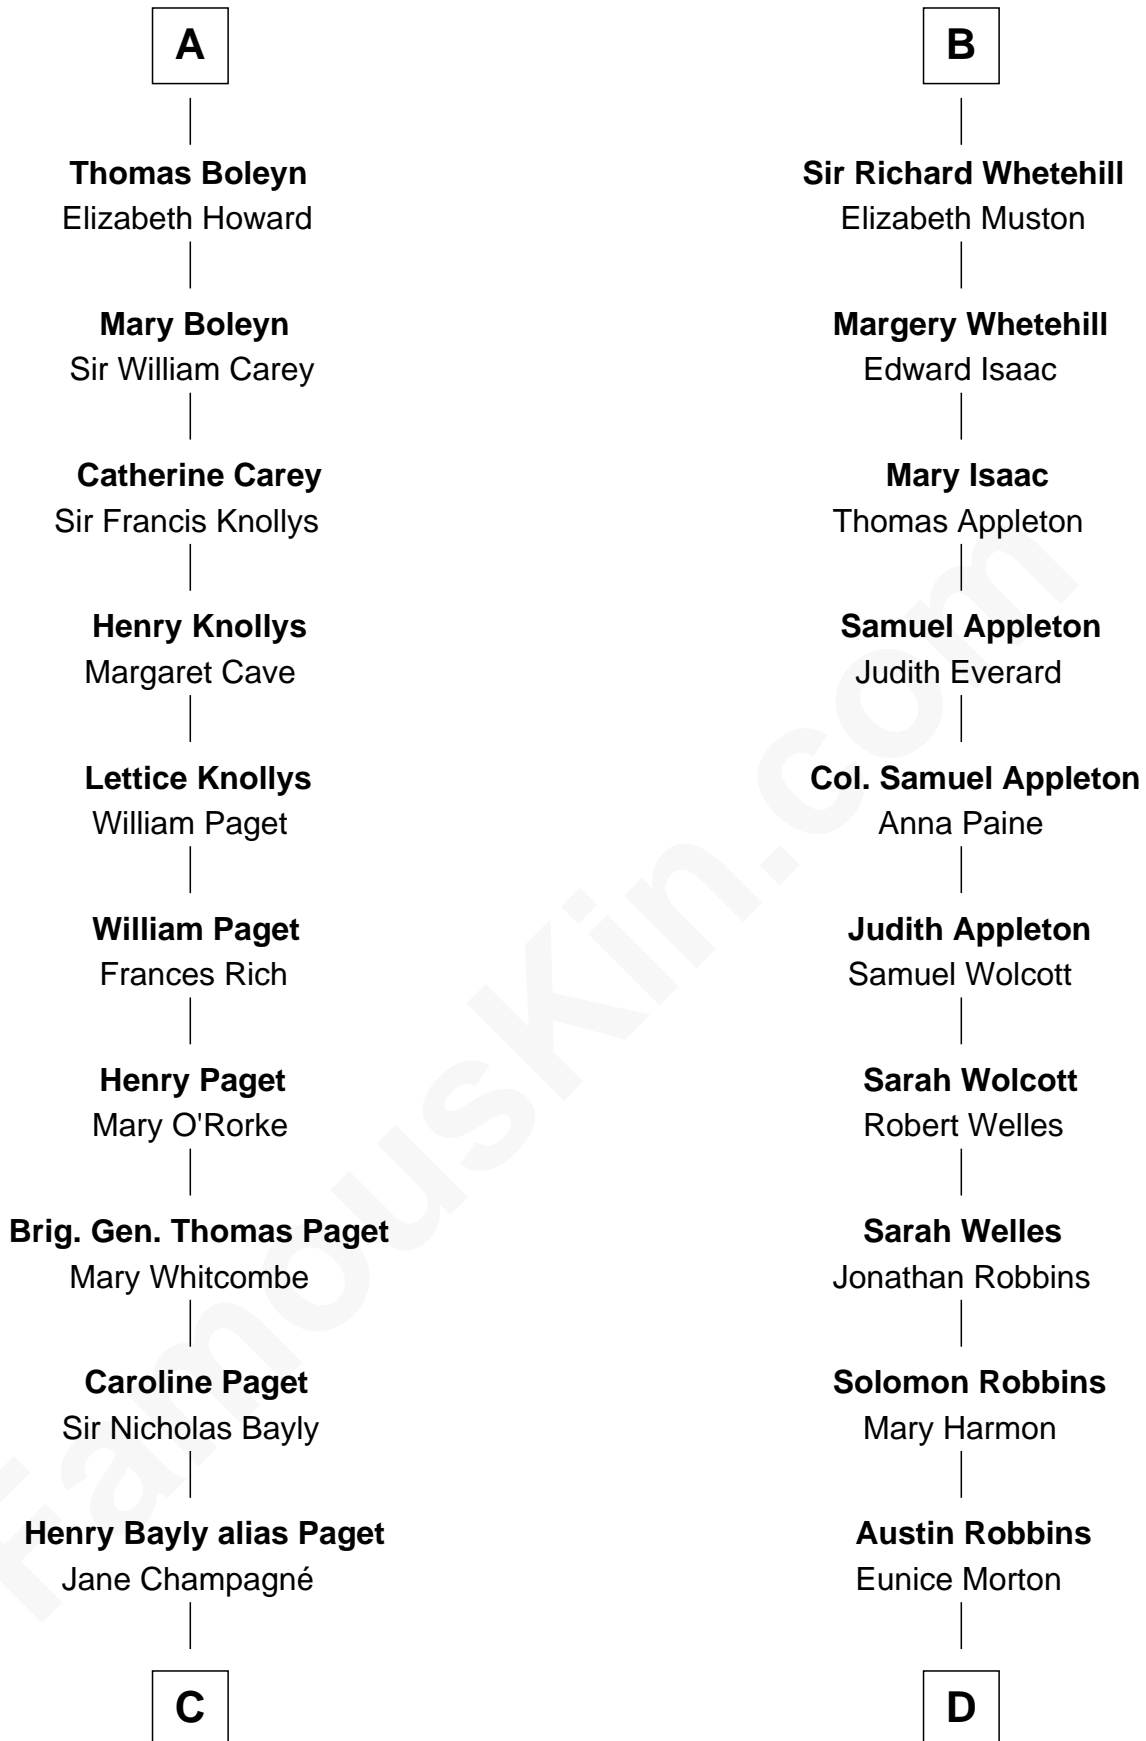 A
Thomas Boleyn
Elizabeth Howard
Mary Boleyn
Sir William Carey
Catherine Carey
Sir Francis Knollys
Henry Knollys
Margaret Cave
Lettice Knollys
William Paget
William Paget
Frances Rich
Henry Paget
Mary O'Rorke
Brig. Gen. Thomas Paget
Mary Whitcombe
Caroline Paget
Sir Nicholas Bayly
Henry Bayly alias Paget
Jane Champagné
C
B
Sir Richard Whetehill
Elizabeth Muston
Margery Whetehill
Edward Isaac
Mary Isaac
Thomas Appleton
Samuel Appleton
Judith Everard
Col. Samuel Appleton
Anna Paine
Judith Appleton
Samuel Wolcott
Sarah Wolcott
Robert Welles
Sarah Welles
Jonathan Robbins
Solomon Robbins
Mary Harmon
Austin Robbins
Eunice Morton
D
FamousKin.com